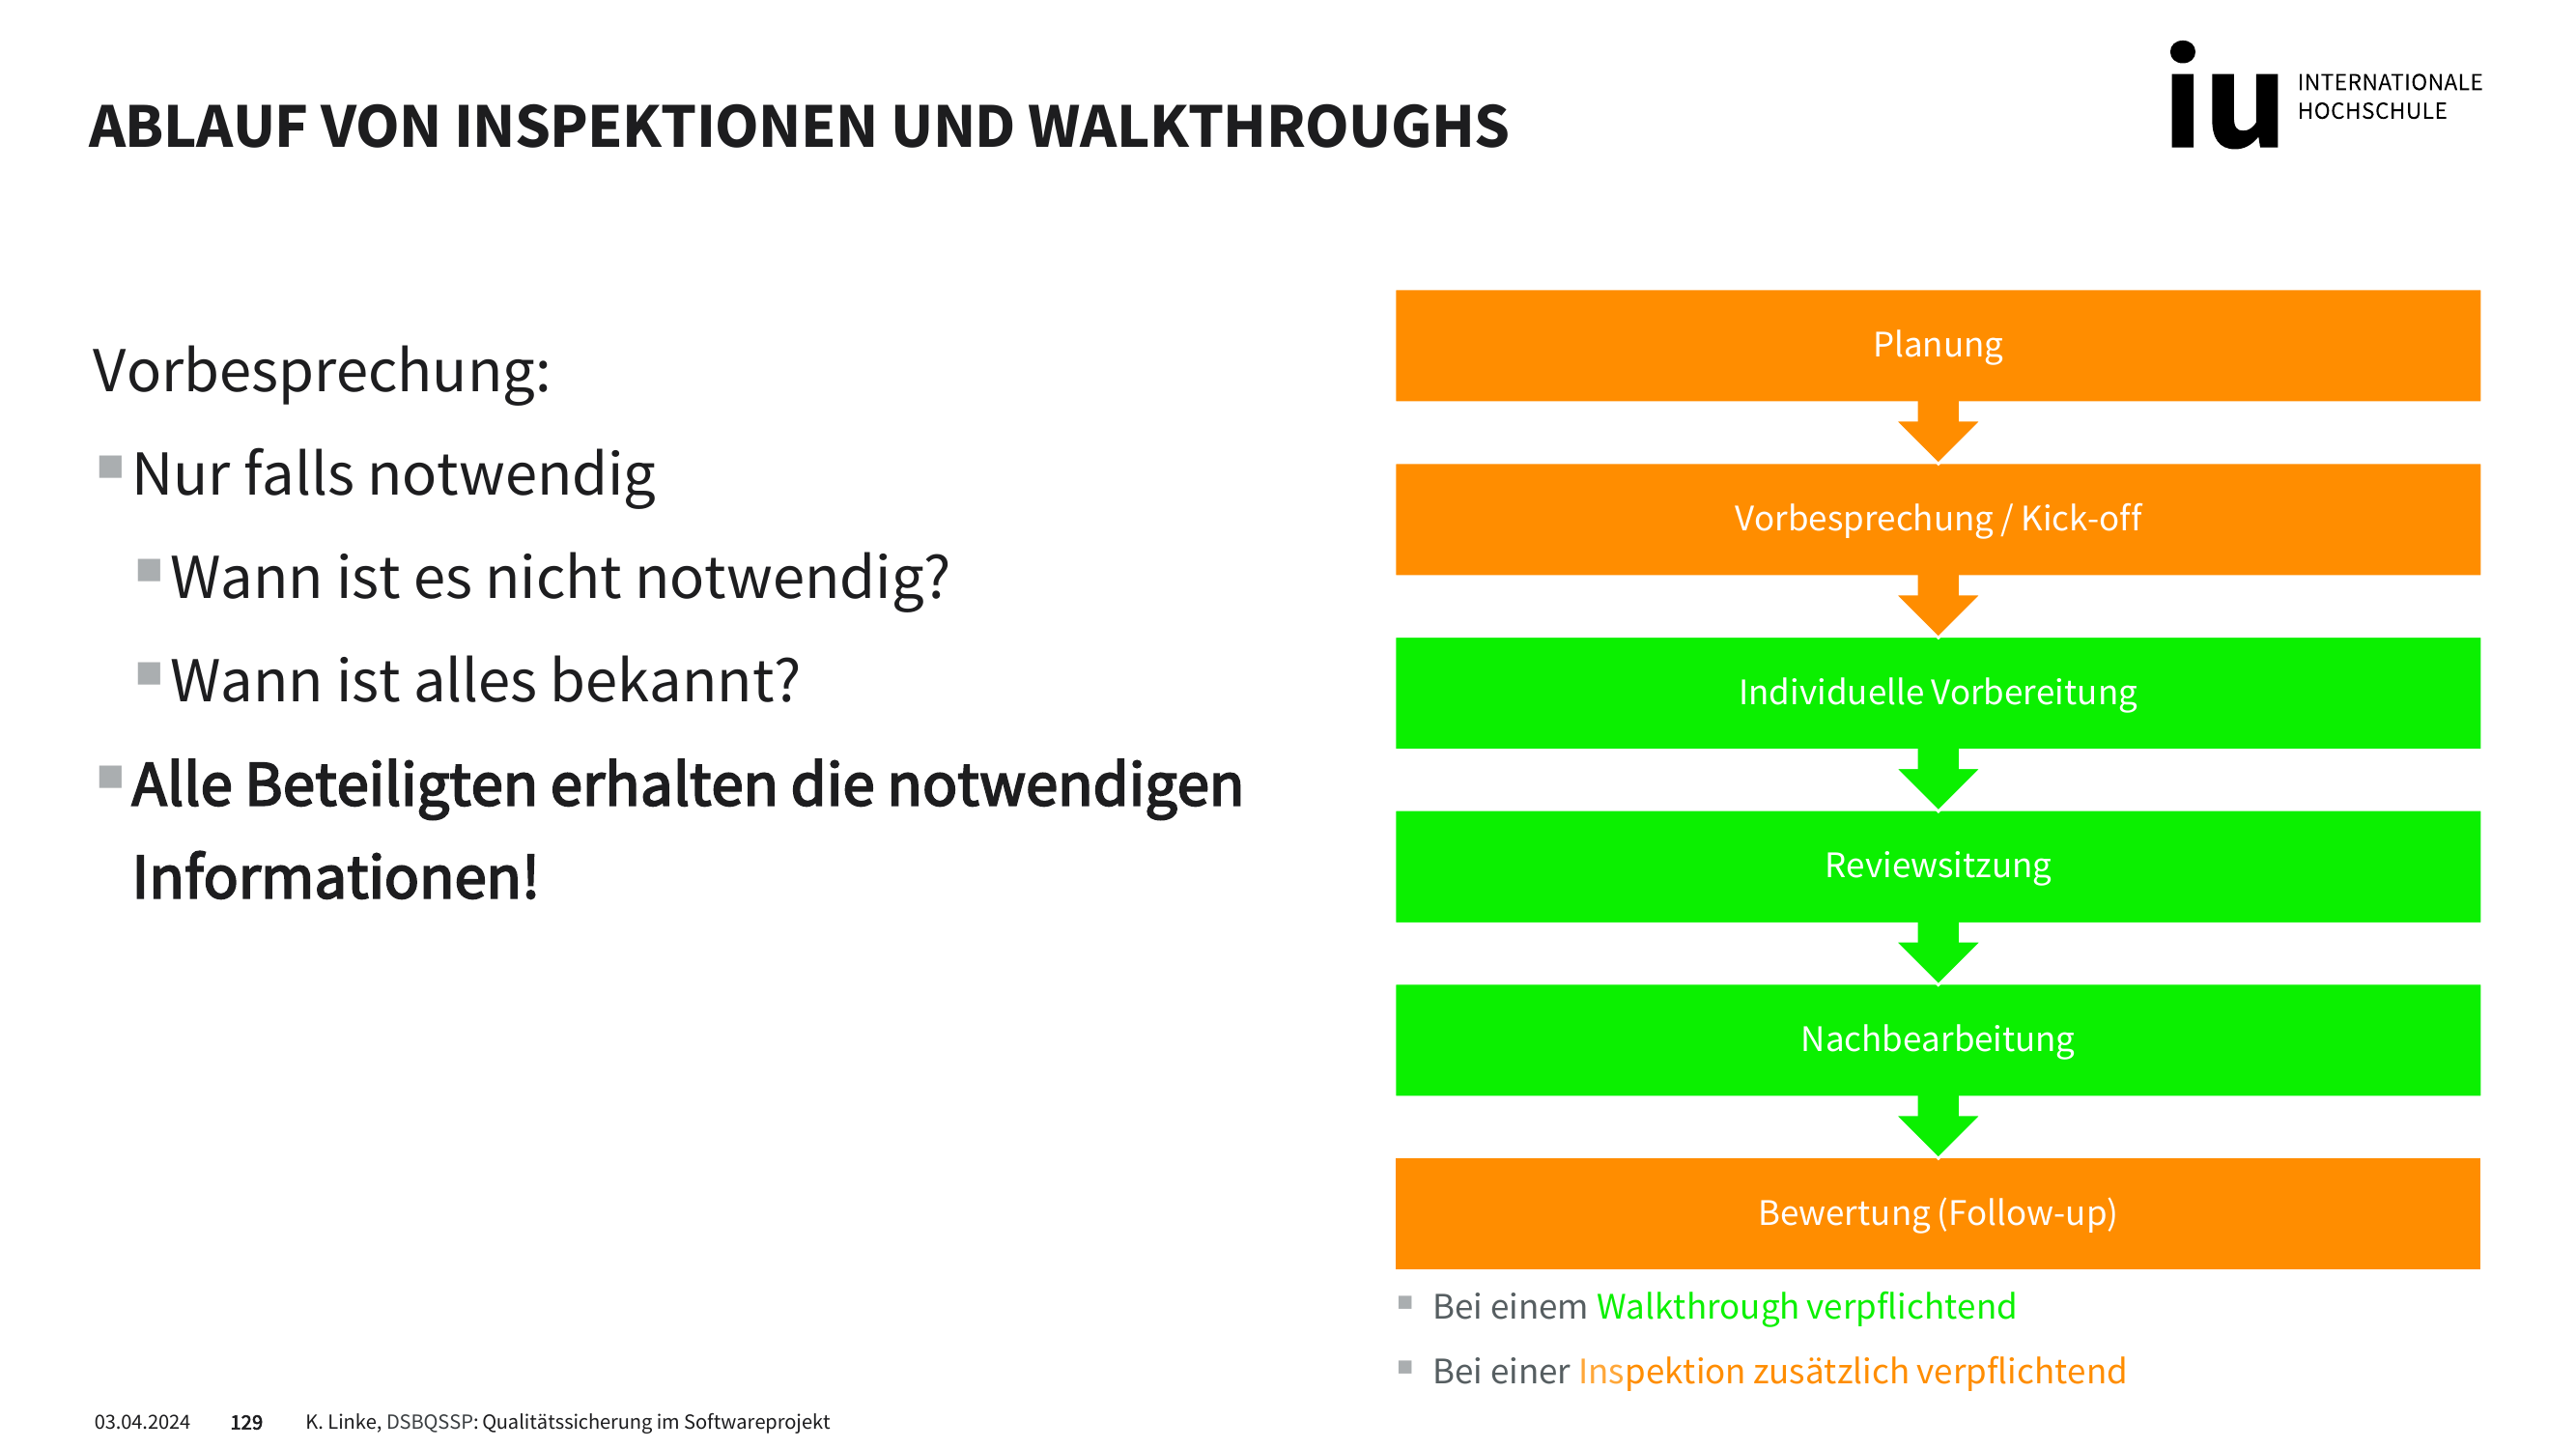 ABLAUF VON INSPEKTIONEN UND WALKTHROUGHS
iu INTERNATIONALE
HOCHSCHULE
Vorbesprechung:
Nur falls notwendig
Wann ist es nicht notwendig?
Wann ist alles bekannt?
Alle Beteiligten erhalten die notwendigen
Informationen!
Planung
Vorbesprechung / Kick-off
Individuelle Vorbereitung
Reviewsitzung
Nachbearbeitung
Bewertung (Follow-up)
Bei einem Walkthrough verpflichtend
Bei einer Inspektion zusätzlich verpflichtend
03.04.2024 129 K. Linke, DSBQSSP: Qualitätssicherung im Softwareprojekt